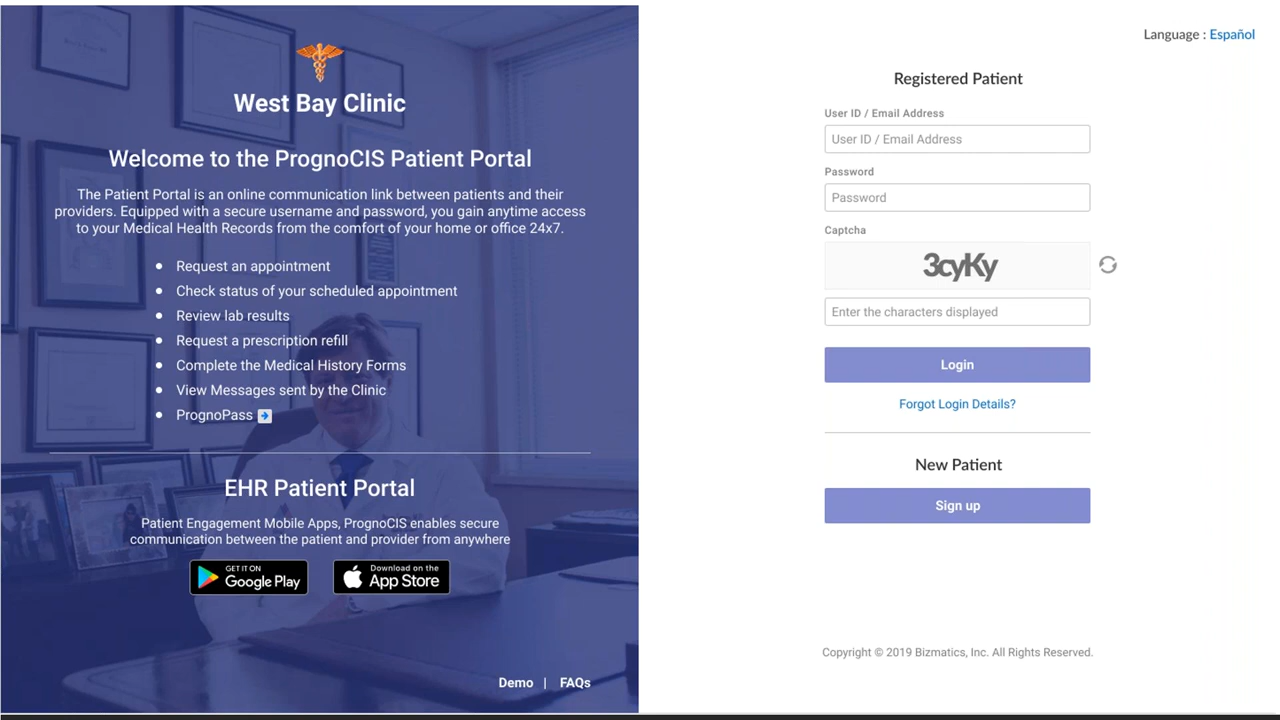 West Bay Clinic
Welcome to the PrognoCIS Patient Portal
The Patient Portal is an online communication link between patients and their
providers. Equipped with a secure username and password, you gain anytime access
to your Medical Health Records from the comfort of your home or office 24x7.
Request an appointment
Check status of your scheduled appointment
Review lab results
Request a prescription refill
Complete the Medical History Forms
View Messages sent by the Clinic
PrognoPass
EHR Patient Portal
Patient Engagement Mobile Apps, PrognoCIS enables secure
communication between the patient and provider from anywhere
GET IT ON
Google Play
Download on the
App Store
Demo | FAQs
Language : Español
Registered Patient
User ID / Email Address
User ID / Email Address
Password
Password
Captcha
3cyKy
Enter the characters displayed
Login
Forgot Login Details?
New Patient
Sign up
Copyright © 2019 Bizmatics, Inc. All Rights Reserved.